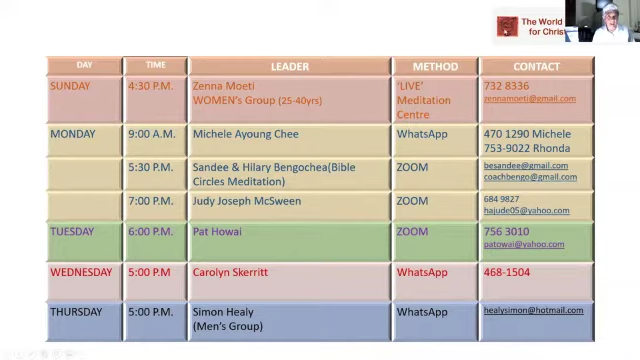 The World
for Christ
DAY TIME LEADER METHOD CONTACT
SUNDAY 4:30 P.M. Zenna Moeti ‘LIVE’ 732 8336
WOMEN’s Group (25-40yrs) Meditation zennamoeti@gmail.com
Centre
MONDAY 9:00 A.M. Michele Ayoung Chee WhatsApp 470 1290 Michele
753-9022 Rhonda
5:30 P.M. Sandee & Hilary Bengochea(Bible ZOOM besandee@gmail.com
Circles Meditation) coachbengo@gmail.com
7:00 P.M. Judy Joseph McSween ZOOM 684 9827
hajude05@yahoo.com
TUESDAY 6:00 P.M. Pat Howai ZOOM 756 3010
patowai@yahoo.com
WEDNESDAY 5:00 P.M Carolyn Skerritt WhatsApp 468-1504
THURSDAY 5:00 P.M. Simon Healy WhatsApp healysimon@hotmail.com
(Men’s Group)